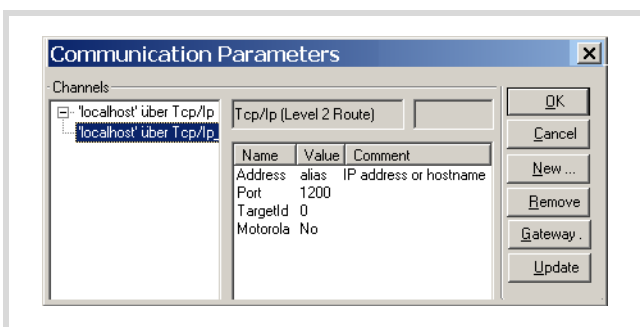 Communication Parameters
Channels
'localhost' über Tcp/Ip
'localhost' über Tcp/Ip
Tcp/Ip (Level 2 Route)
Name Value Comment
Address alias IP address or hostname
Port 1200
TargetId 0
Motorola No
OK
Cancel
New ...
Remove
Gateway .
Update